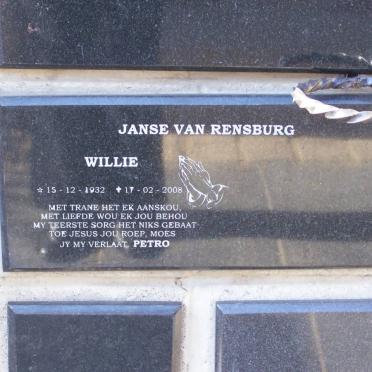 JANSE VAN RENSBURG
WILLIE
☆ 15 - 12 - 1932 ✝ 17 - 02 - 2008
MET TRANE HET EK AANSKOU,
MET LIEFDE WOU EK JOU BEHOU
MY TEERSTE SORG HET NIKS GEBAAT
TOE JESUS JOU ROEP, MOES
JY MY VERLAAT. PETRO